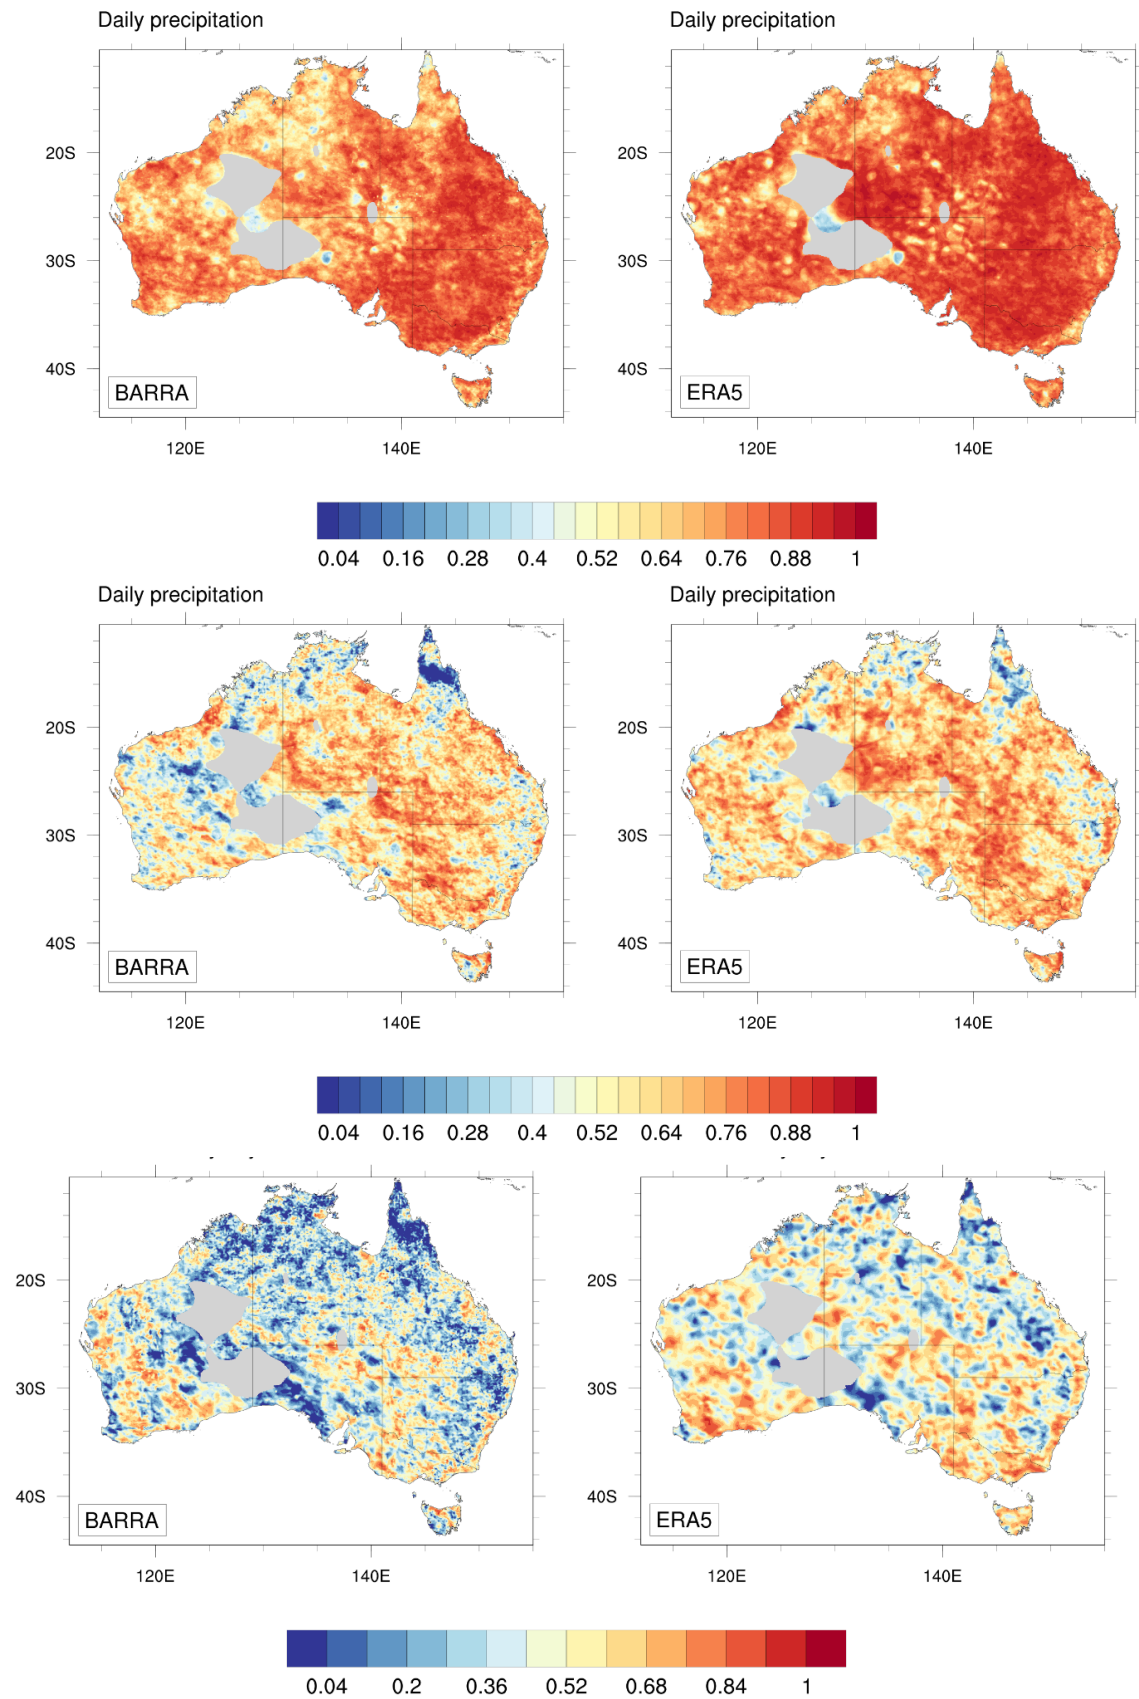 Daily precipitation Daily precipitation
20S 20S
30S 30S
40S 40S
BARRA ERA5
120E 140E 120E 140E
0.04 0.16 0.28 0.4 0.52 0.64 0.76 0.88 1
Daily precipitation Daily precipitation
20S 20S
30S 30S
40S 40S
BARRA ERA5
120E 140E 120E 140E
0.04 0.16 0.28 0.4 0.52 0.64 0.76 0.88 1
20S 20S
30S 30S
40S 40S
BARRA ERA5
120E 140E 120E 140E
0.04 0.2 0.36 0.52 0.68 0.84 1